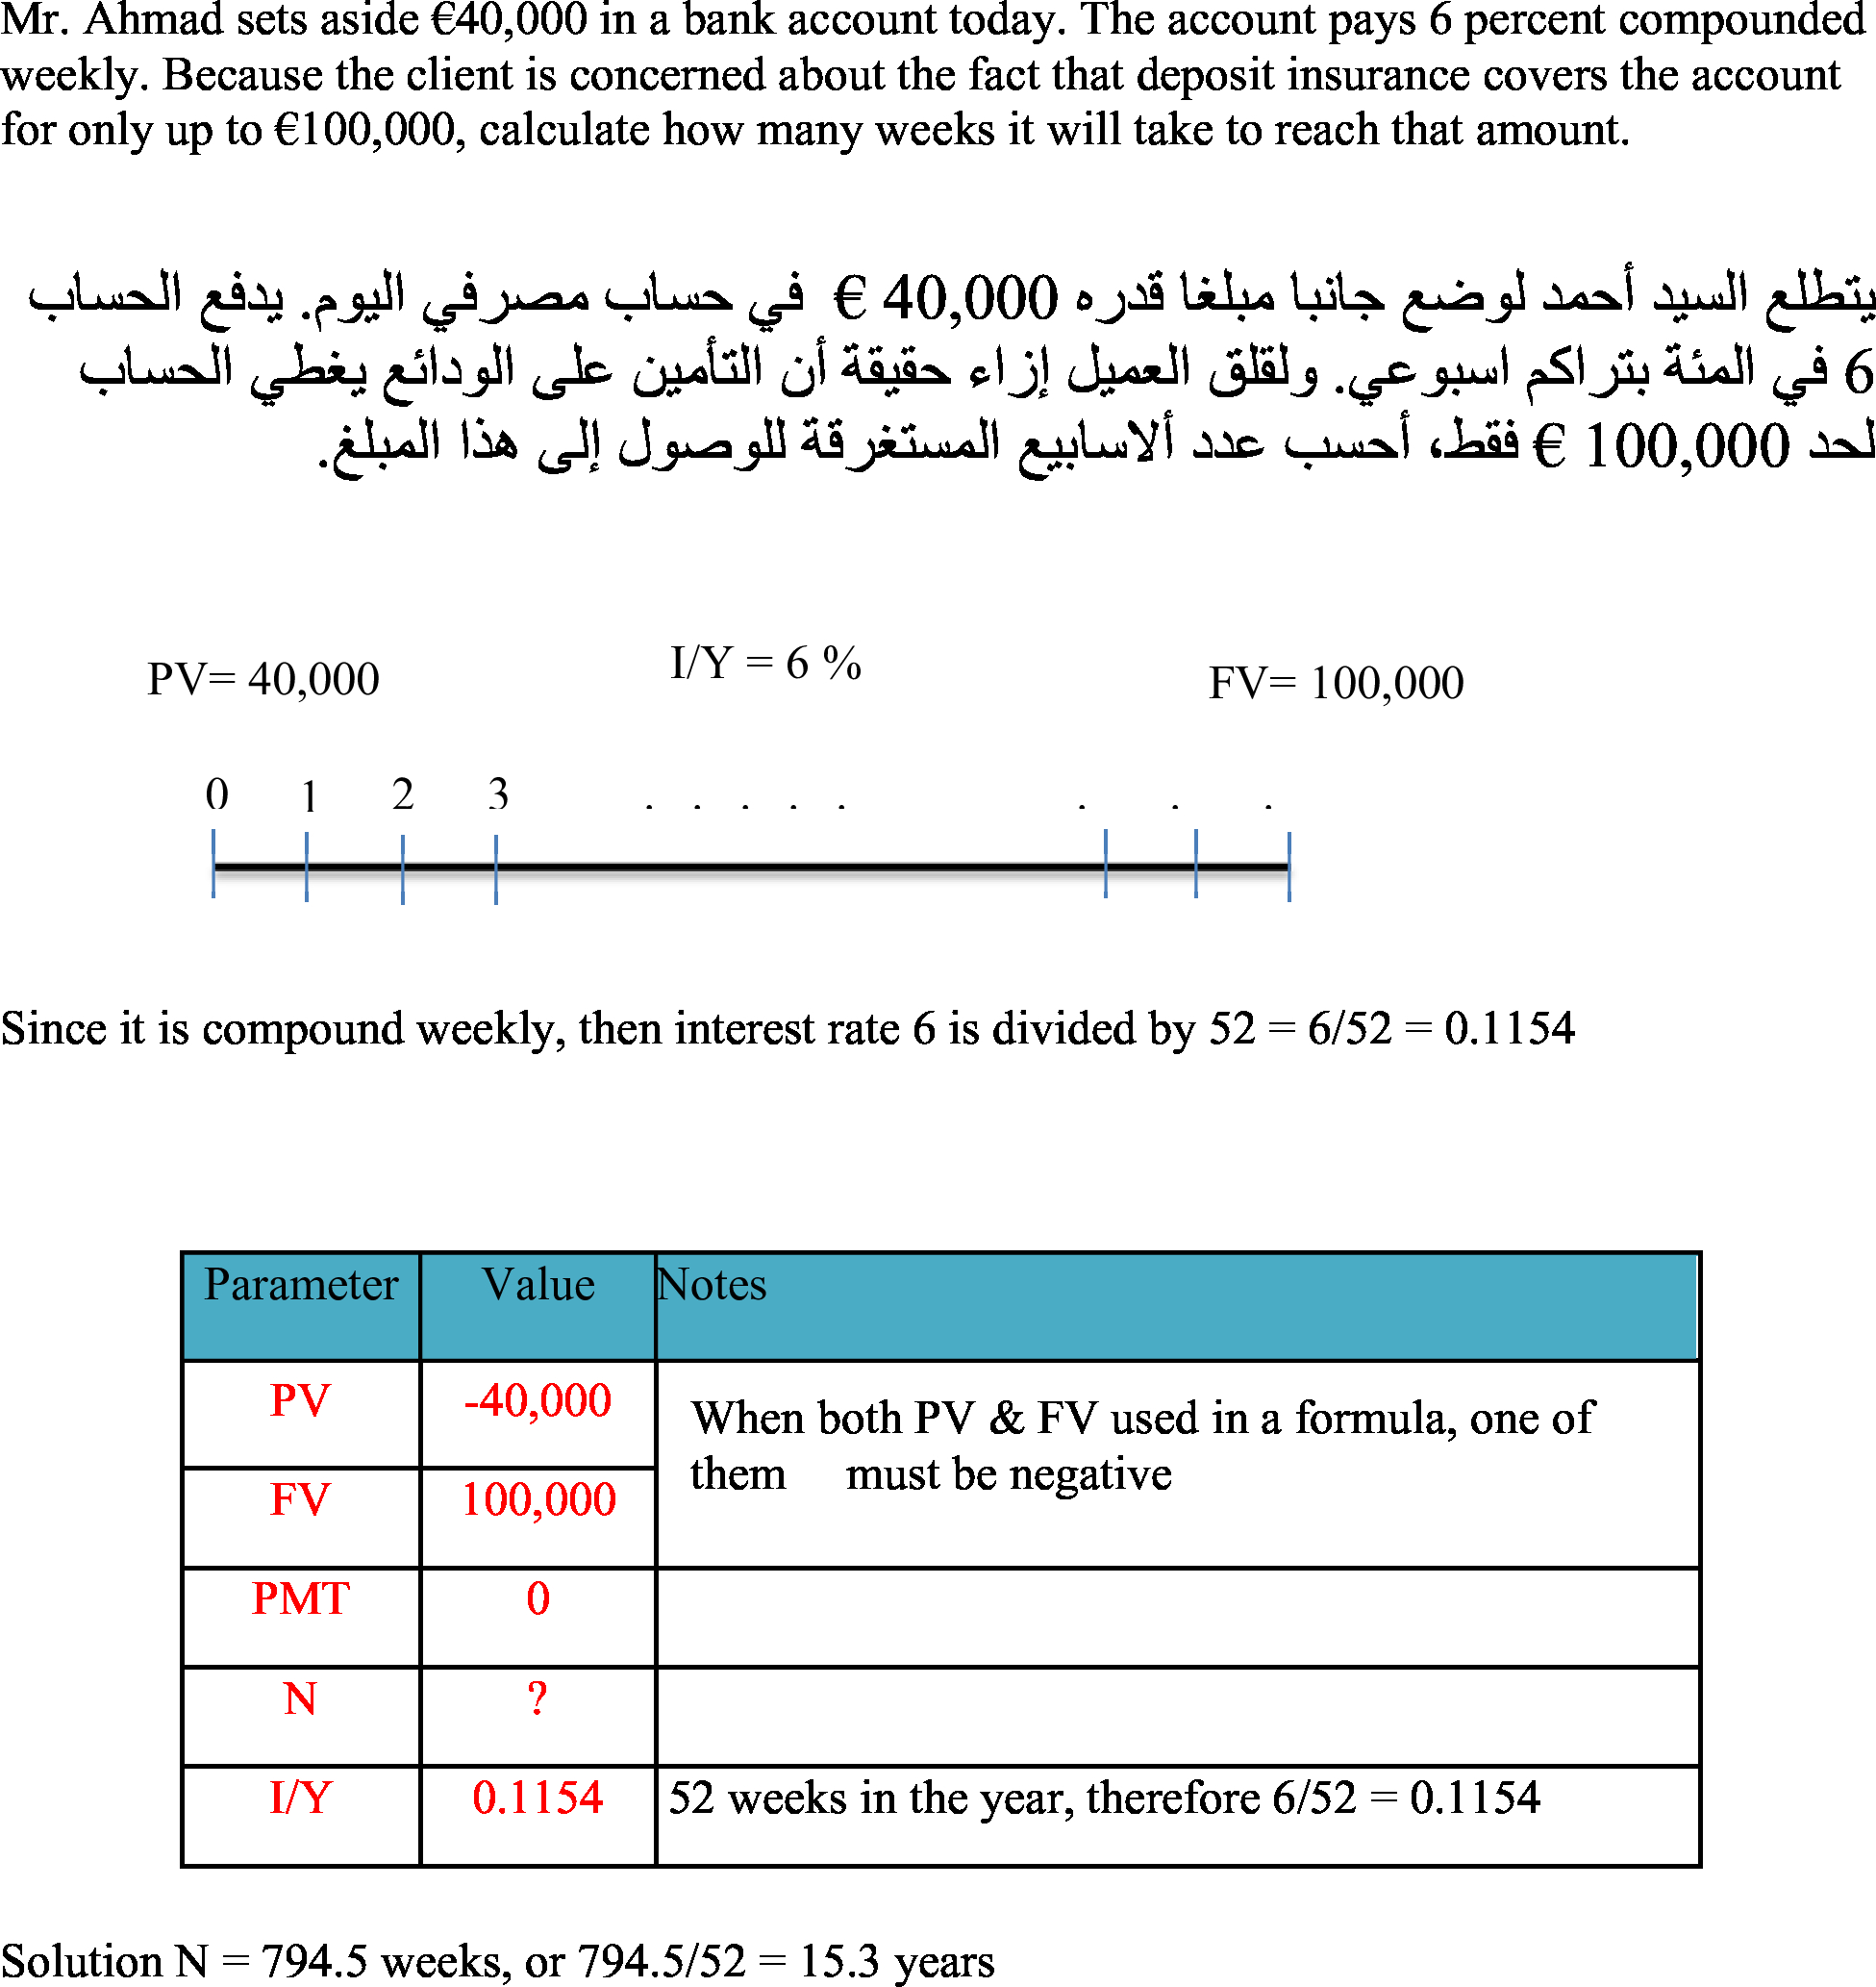 Mr. Ahmad sets aside €40,000 in a bank account today. The account pays 6 percent compounded
weekly. Because the client is concerned about the fact that deposit insurance covers the account
for only up to €100,000, calculate how many weeks it will take to reach that amount.
يتطلع السيد أحمد لوضع جانبا مبلغا قدره 40,000 € في حساب مصرفي اليوم. يدفع الحساب
6 في المئة بتراكم اسبوعي. ولقلق العميل إزاء حقيقة أن التأمين على الودائع يغطي الحساب
لحد 100,000 € فقط، أحسب عدد ألاسابيع المستغرقة للوصول إلى هذا المبلغ.
PV= 40,000 I/Y = 6 % FV= 100,000
0 1 2 3 . . . . . . . .
Since it is compound weekly, then interest rate 6 is divided by 52 = 6/52 = 0.1154
Parameter Value Notes
PV -40,000 When both PV & FV used in a formula, one of
them must be negative
FV 100,000
PMT 0
N ?
I/Y 0.1154 52 weeks in the year, therefore 6/52 = 0.1154
Solution N = 794.5 weeks, or 794.5/52 = 15.3 years